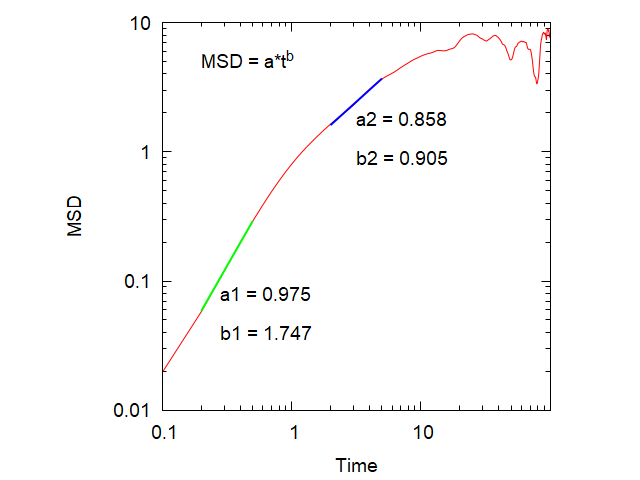 10
MSD = a*t^b
a2 = 0.858
1
b2 = 0.905
MSD
0.1
a1 = 0.975
b1 = 1.747
0.01
0.1 1 10
Time